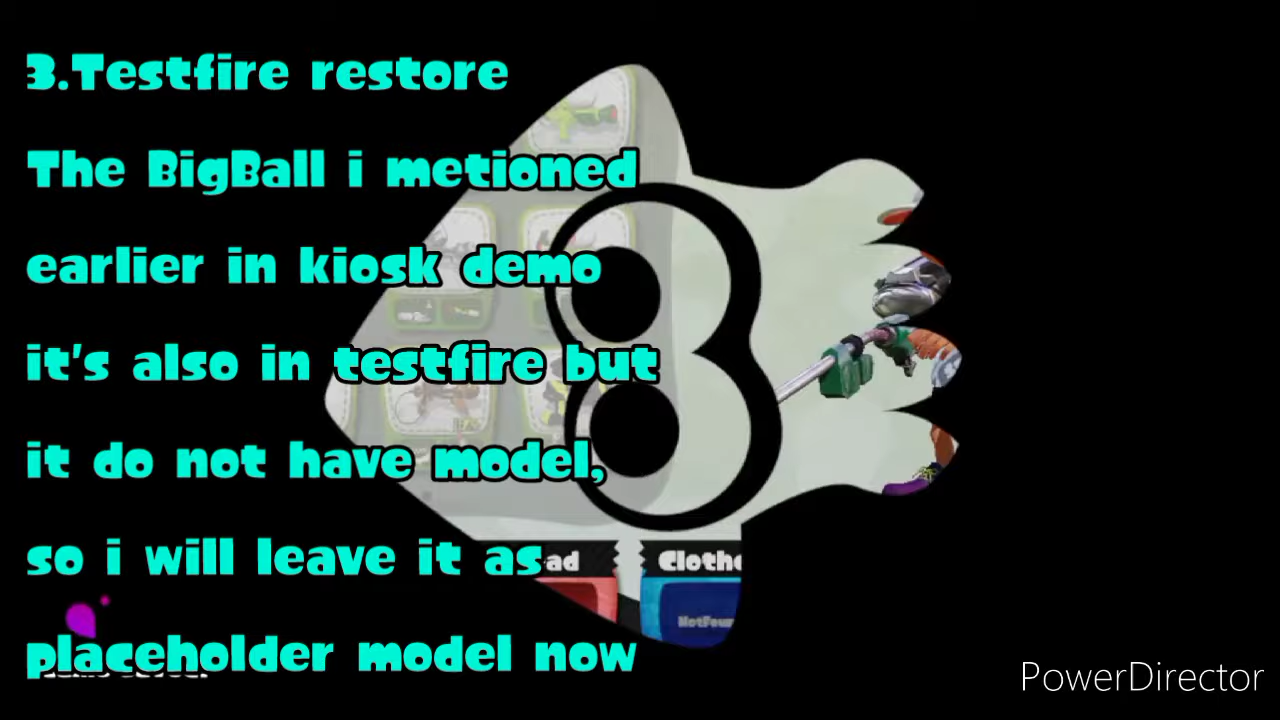 3.Testfire restore
The BigBall i metioned
earlier in kiosk demo
it's also in testfire but
it do not have model,
so i will leave it as
ad Clothe
NotFoun
placeholder model now
PowerDirector